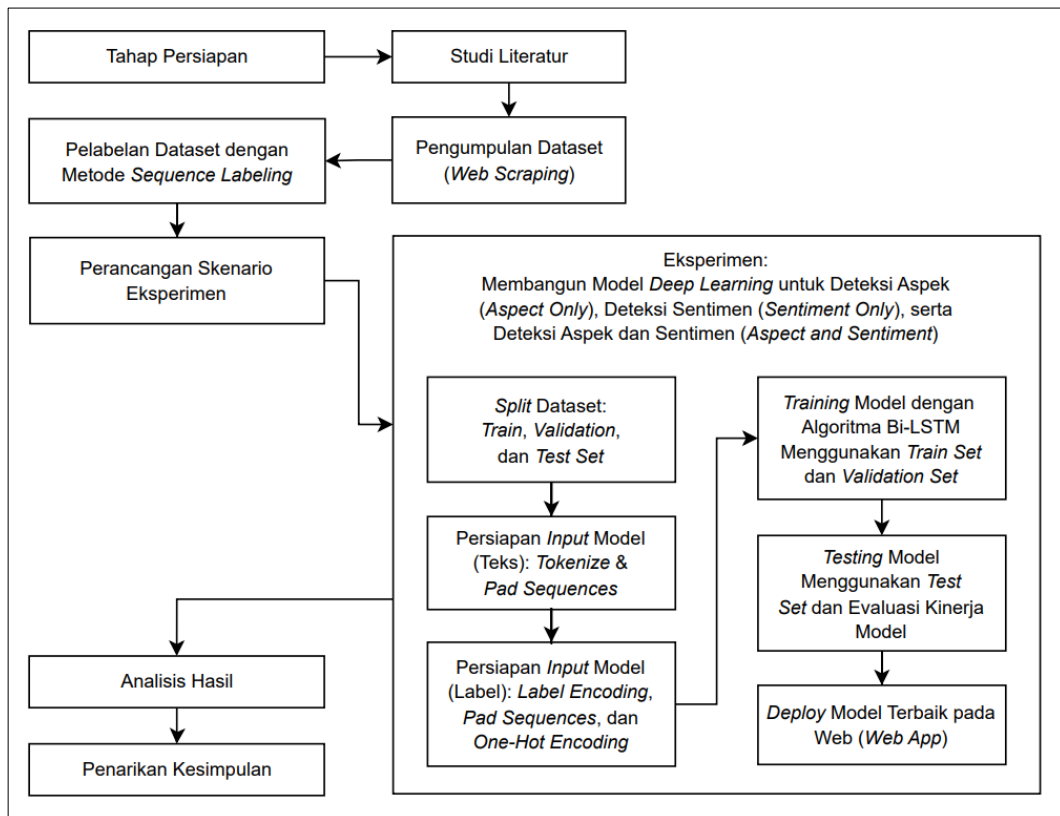 Tahap Persiapan
Studi Literatur
Pengumpulan Dataset
(Web Scraping)
Pelabelan Dataset dengan
Metode Sequence Labeling
Perancangan Skenario
Eksperimen
Eksperimen:
Membangun Model Deep Learning untuk Deteksi Aspek
(Aspect Only), Deteksi Sentimen (Sentiment Only), serta
Deteksi Aspek dan Sentimen (Aspect and Sentiment)
Split Dataset:
Train, Validation,
dan Test Set
Persiapan Input Model
(Teks): Tokenize &
Pad Sequences
Persiapan Input Model
(Label): Label Encoding,
Pad Sequences, dan
One-Hot Encoding
Training Model dengan
Algoritma Bi-LSTM
Menggunakan Train Set
dan Validation Set
Testing Model
Menggunakan Test
Set dan Evaluasi Kinerja
Model
Deploy Model Terbaik pada
Web (Web App)
Analisis Hasil
Penarikan Kesimpulan